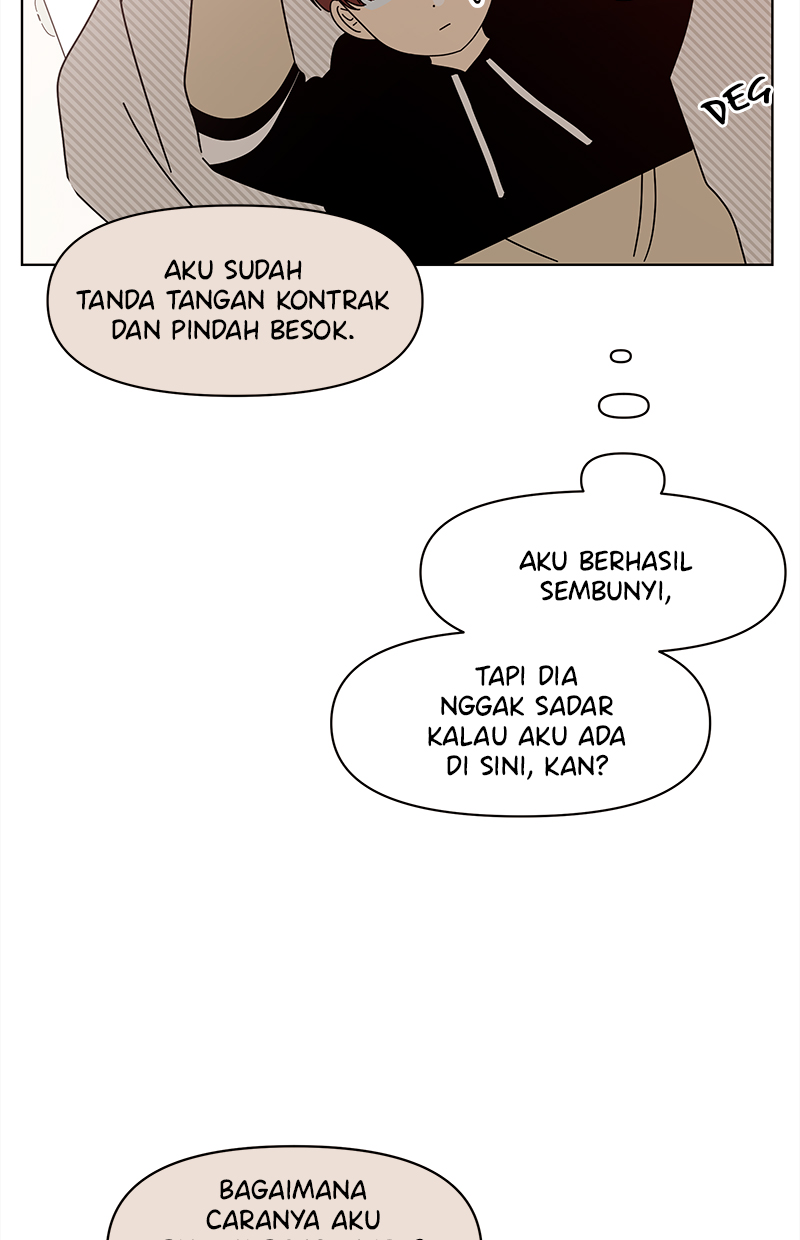 DEG
AKU SUDAH
TANDA TANGAN KONTRAK
DAN PINDAH BESOK.
AKU BERHASIL
SEMBUNYI,
TAPI DIA
NGGAK SADAR
KALAU AKU ADA
DI SINI, KAN?
BAGAIMANA
CARANYA AKU